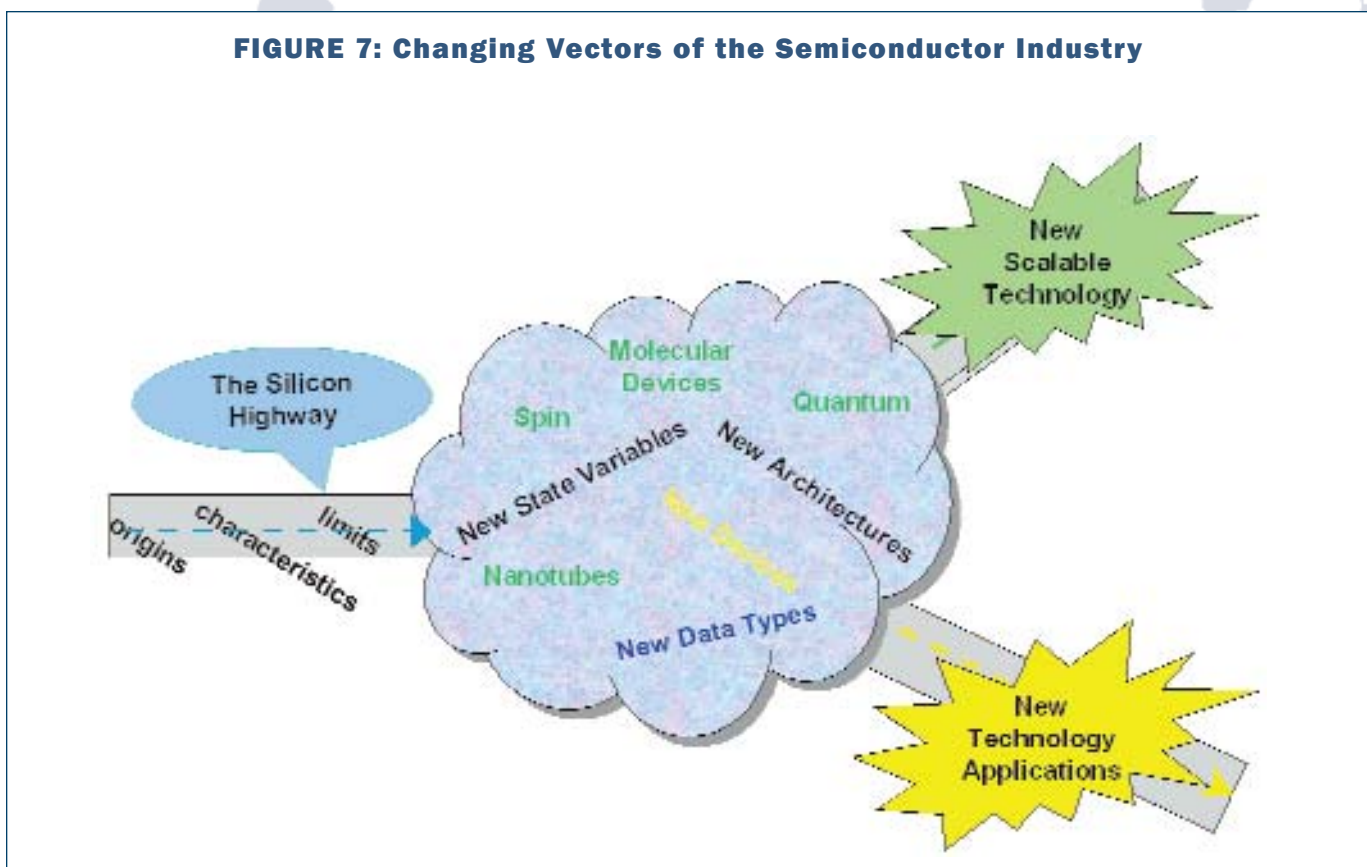 FIGURE 7: Changing Vectors of the Semiconductor Industry
New
Scalable
Technology
The Silicon
Highway
Molecular
Devices
Spin
Quantum
New State Variables
New Architectures
origins
characteristics
limits
Nanotubes
New Data Types
New
Technology
Applications